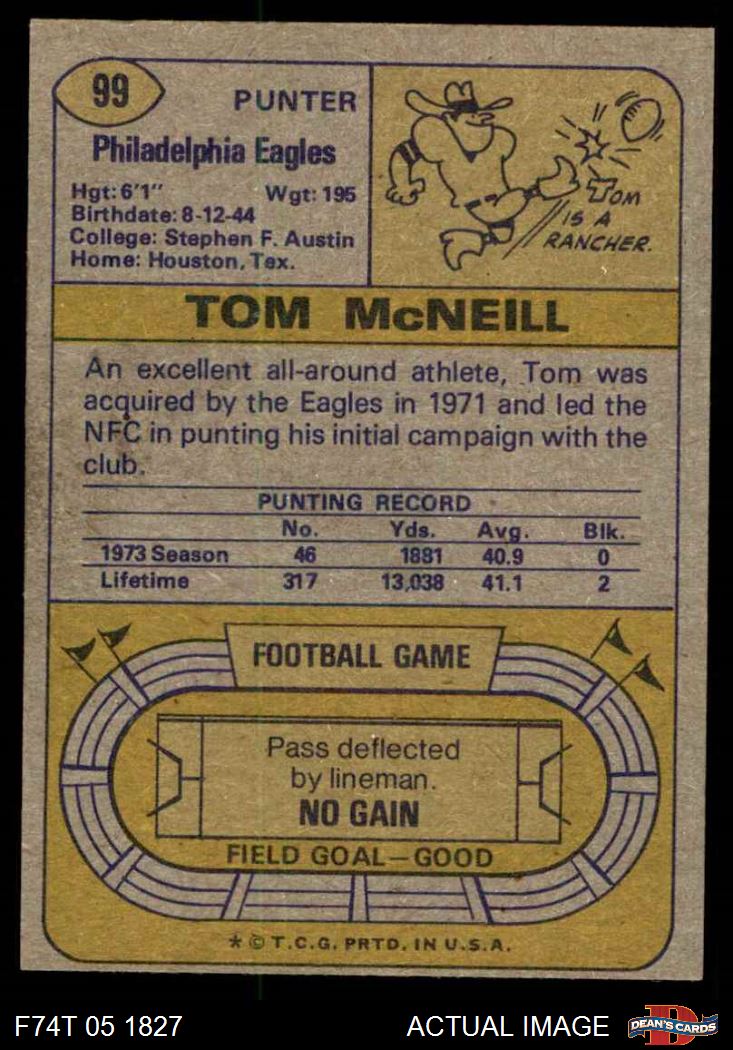 99
PUNTER
Philadelphia Eagles
Hgt: 6'1" Wgt: 195
Birthdate: 8-12-44
College: Stephen F. Austin
Home: Houston, Tex.
TOM
IS A
RANCHER.
TOM McNEILL
An excellent all-around athlete, Tom was
acquired by the Eagles in 1971 and led the
NFC in punting his initial campaign with the
club.
PUNTING RECORD
No. Yds. Avg. Blk.
1973 Season 46 1881 40.9 0
Lifetime 317 13,038 41.1 2
FOOTBALL GAME
Pass deflected
by lineman.
NO GAIN
FIELD GOAL—GOOD
* © T.C.G. PRTD. IN U.S.A.
F74T 05 1827 ACTUAL IMAGE
D
DEAN'S CARDS